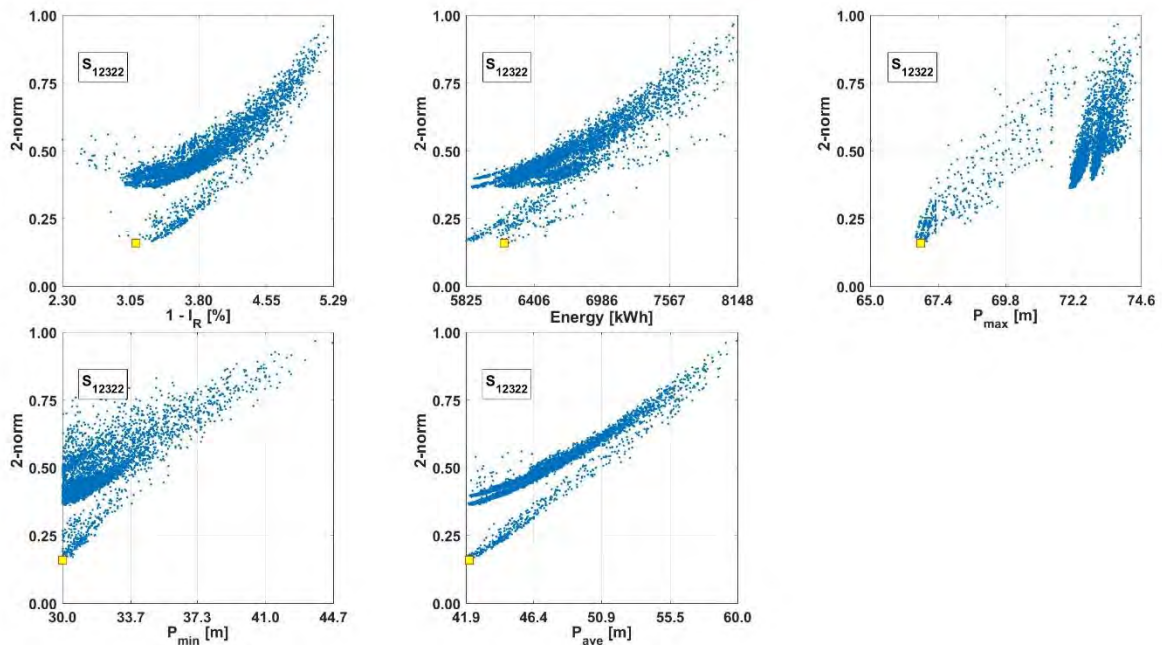 1.00
0.75
0.50
0.25
0.00
2-norm
S12322
2.30 3.05 3.80 4.55 5.29
1 - IR [%]
1.00
0.75
0.50
0.25
0.00
2-norm
S12322
5825 6406 6986 7567 8148
Energy [kWh]
1.00
0.75
0.50
0.25
0.00
2-norm
S12322
65.0 67.4 69.8 72.2 74.6
Pmax [m]
1.00
0.75
0.50
0.25
0.00
2-norm
S12322
30.0 33.7 37.3 41.0 44.7
Pmin [m]
1.00
0.75
0.50
0.25
0.00
2-norm
S12322
41.9 46.4 50.9 55.5 60.0
Pave [m]